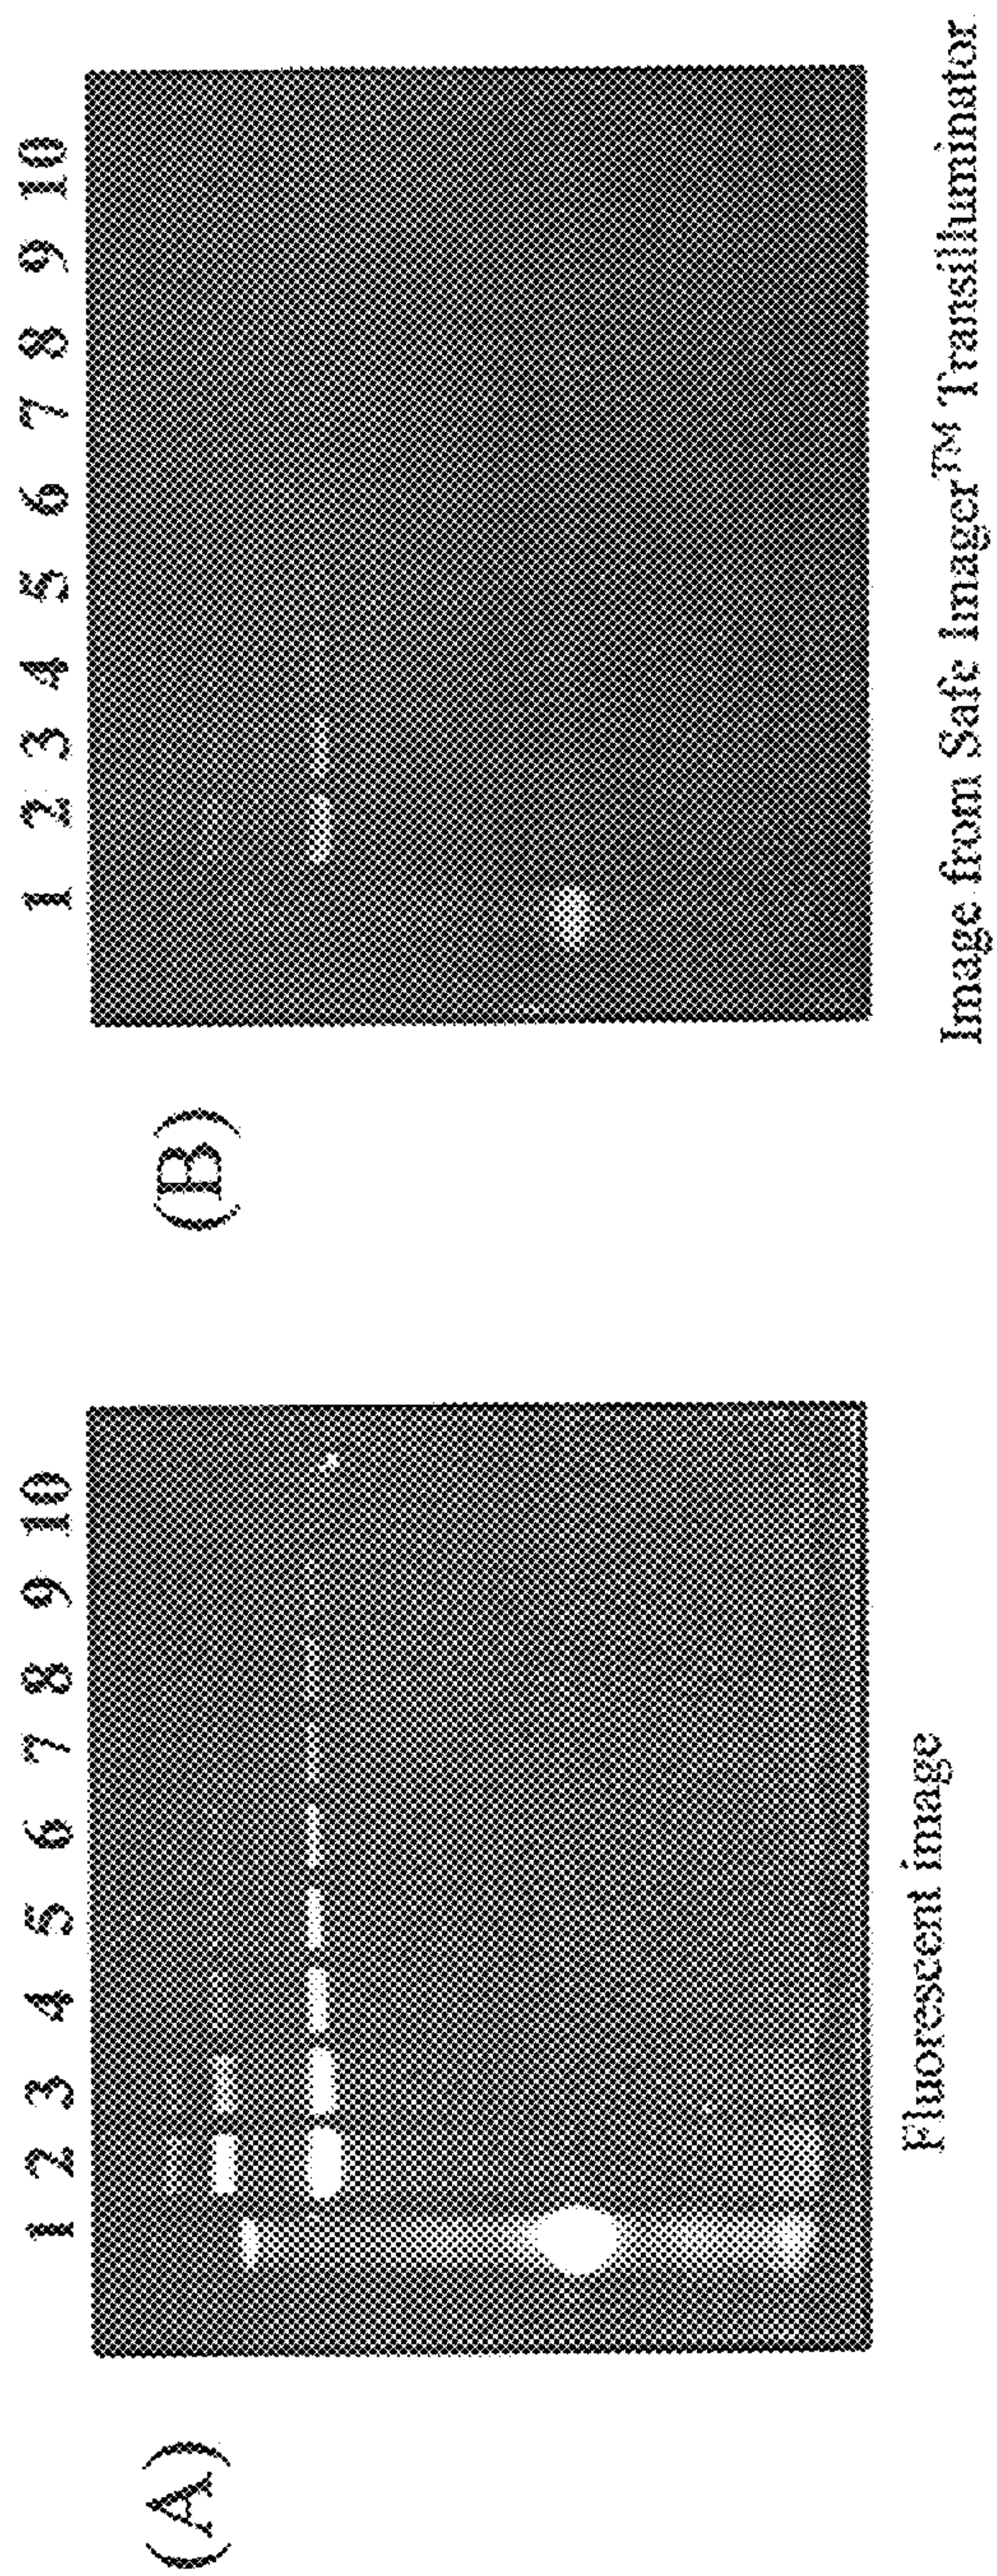 (A)
1 2 3 4 5 6 7 8 9 10
Fluorescent image
(B)
1 2 3 4 5 6 7 8 9 10
Image from Safe Imager™ Transilluminator